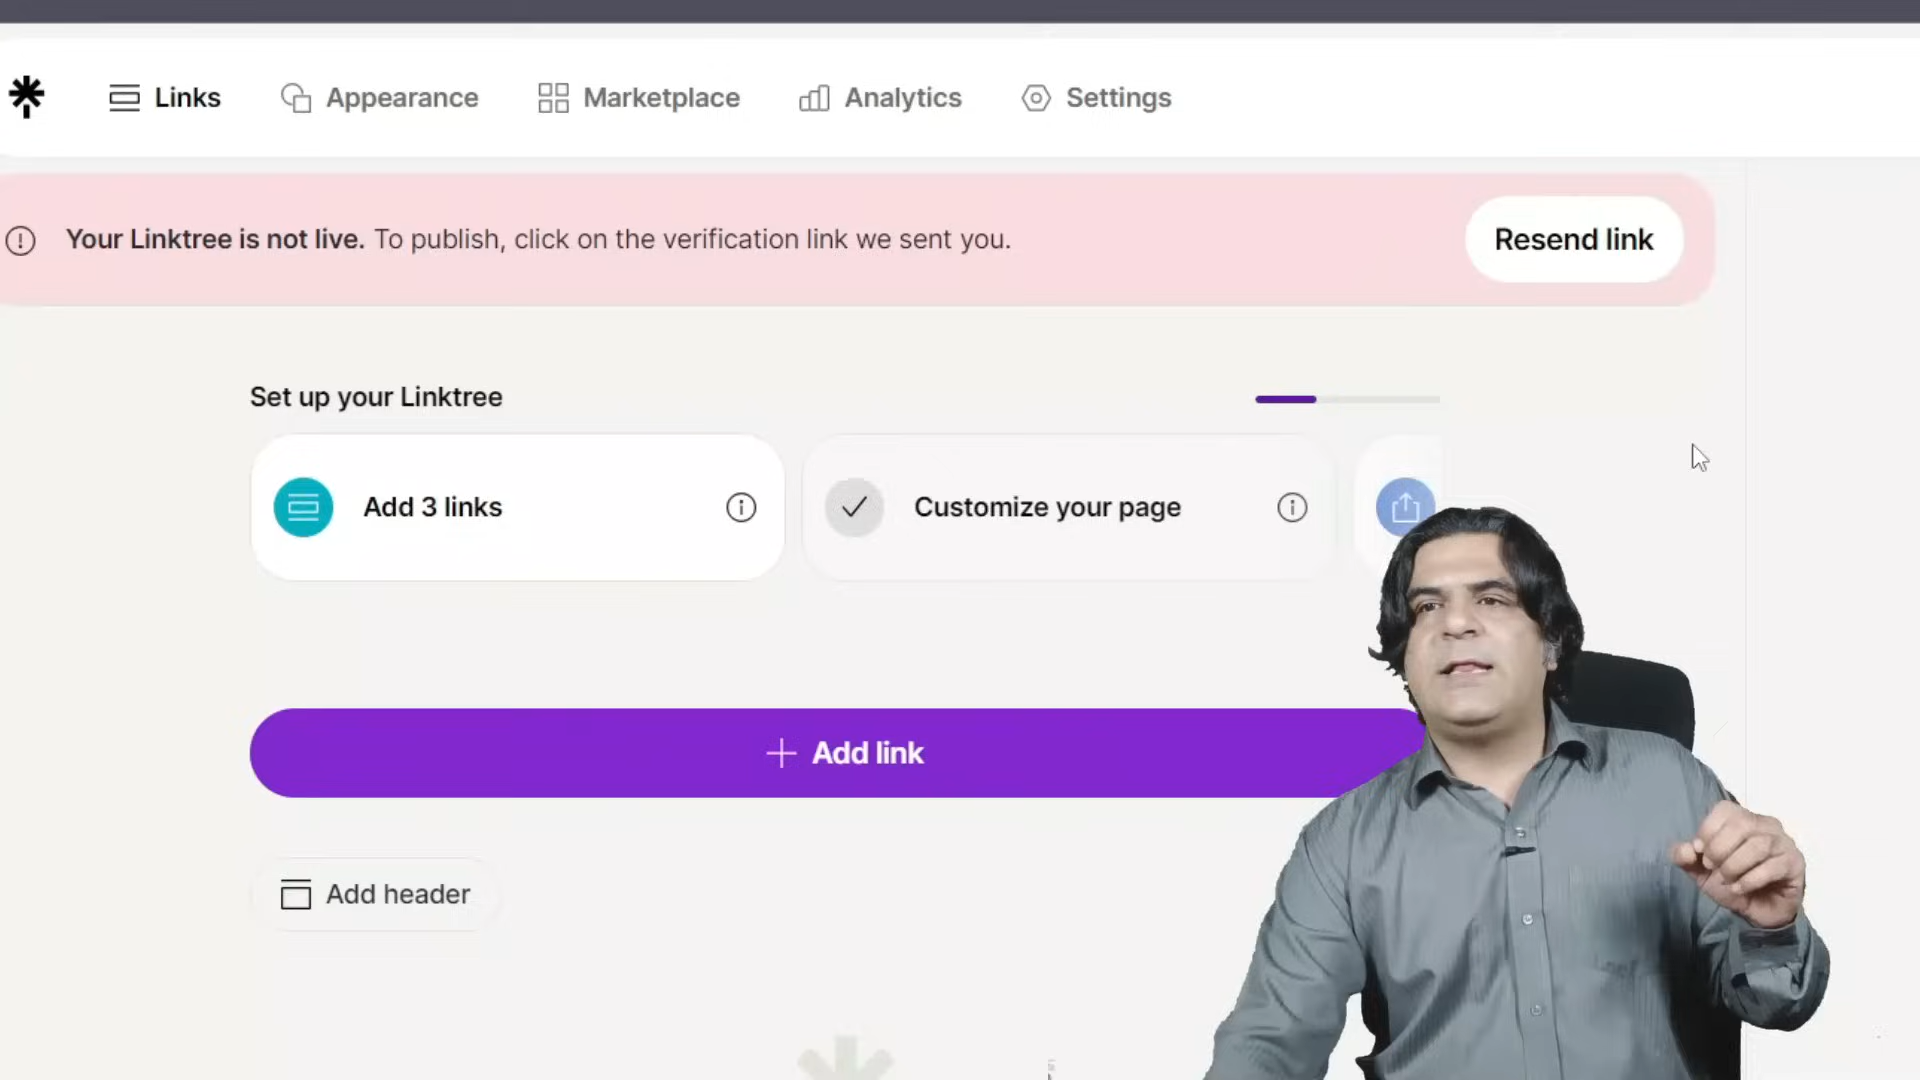 Links
Appearance
Marketplace
Analytics
Settings
Your Linktree is not live. To publish, click on the verification link we sent you.
Resend link
Set up your Linktree
Add 3 links
Customize your page
Add link
Add header